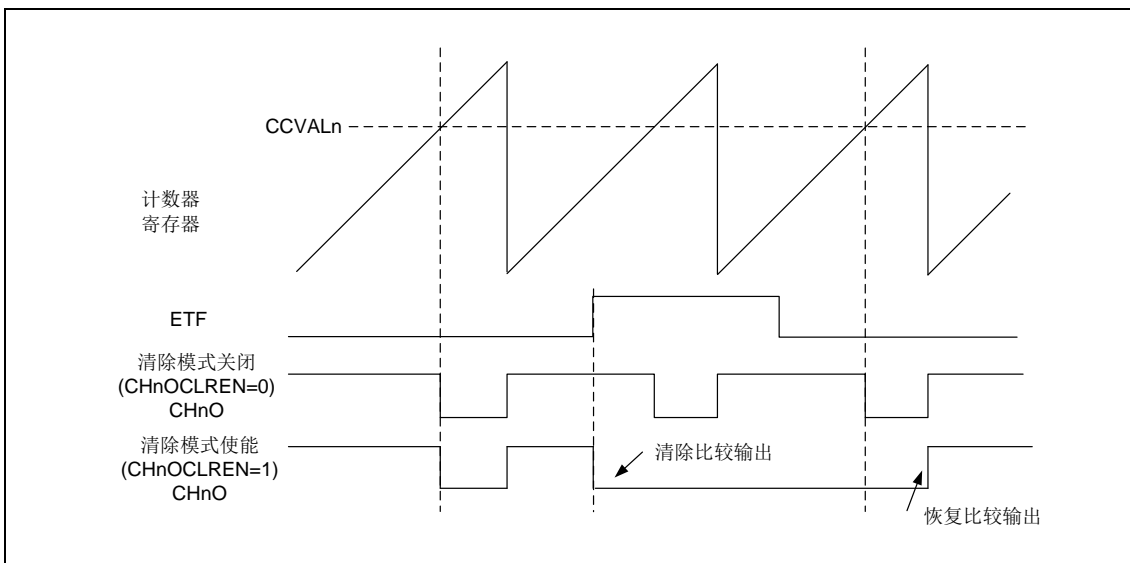 CCVALn
计数器
寄存器
ETF
清除模式关闭
(CHnOCLREN=0)
CHnO
清除模式使能
(CHnOCLREN=1)
CHnO
清除比较输出
恢复比较输出